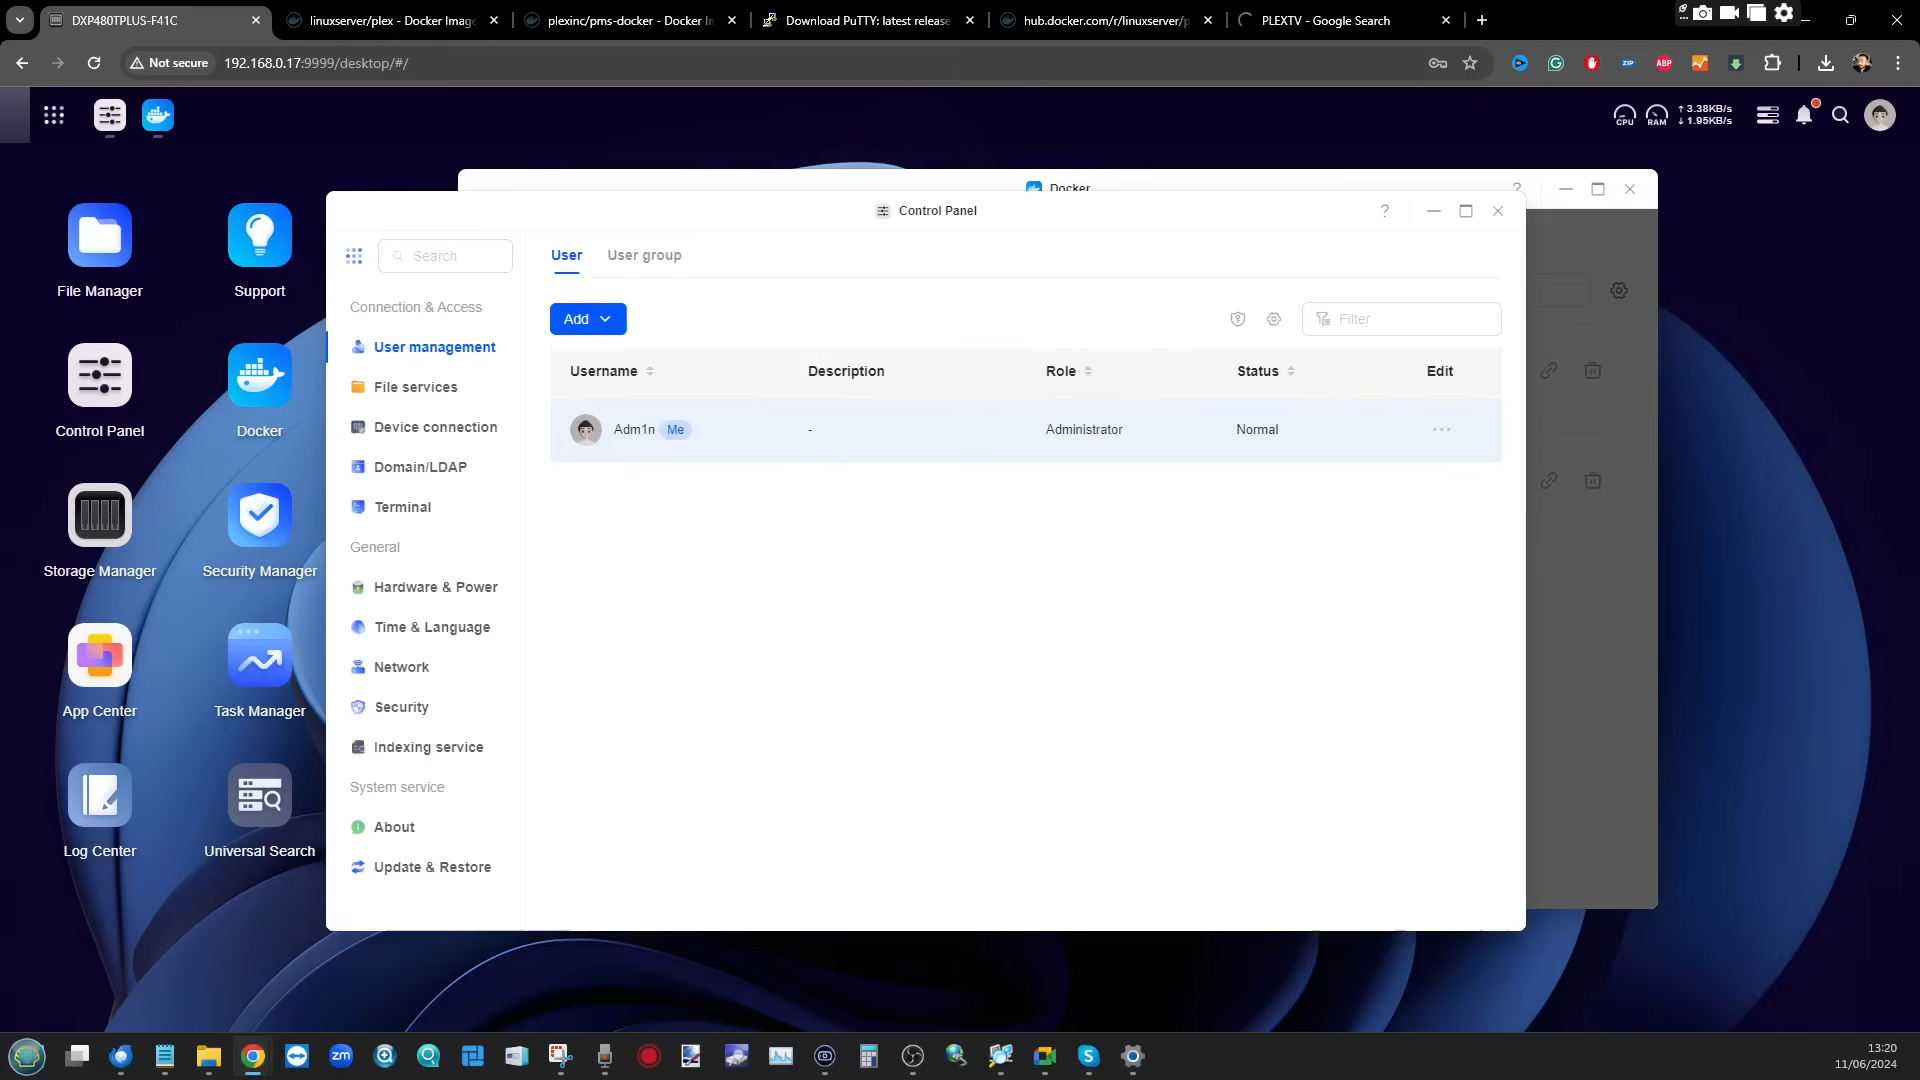 DXP480TPLUS-F41C
linuxserver/plex - Docker Image
plexinc/pms-docker - Docker Im
Download PuTTY: latest release
hub.docker.com/r/linuxserver/p
PLEXTV - Google Search
Not secure
192.168.0.17:9999/desktop/#/
ZIP
ABP
CPU
RAM
↑ 3.38KB/s
↓ 1.95KB/s
File Manager
Support
Control Panel
Docker
Storage Manager
Security Manager
App Center
Task Manager
Log Center
Universal Search
Docker
?
Control Panel
?
Search
Connection & Access
User management
File services
Device connection
Domain/LDAP
Terminal
General
Hardware & Power
Time & Language
Network
Security
Indexing service
System service
About
Update & Restore
User
User group
Add
Filter
Username
Description
Role
Status
Edit
Adm1n
Me
-
Administrator
Normal
zm
13:20
11/06/2024